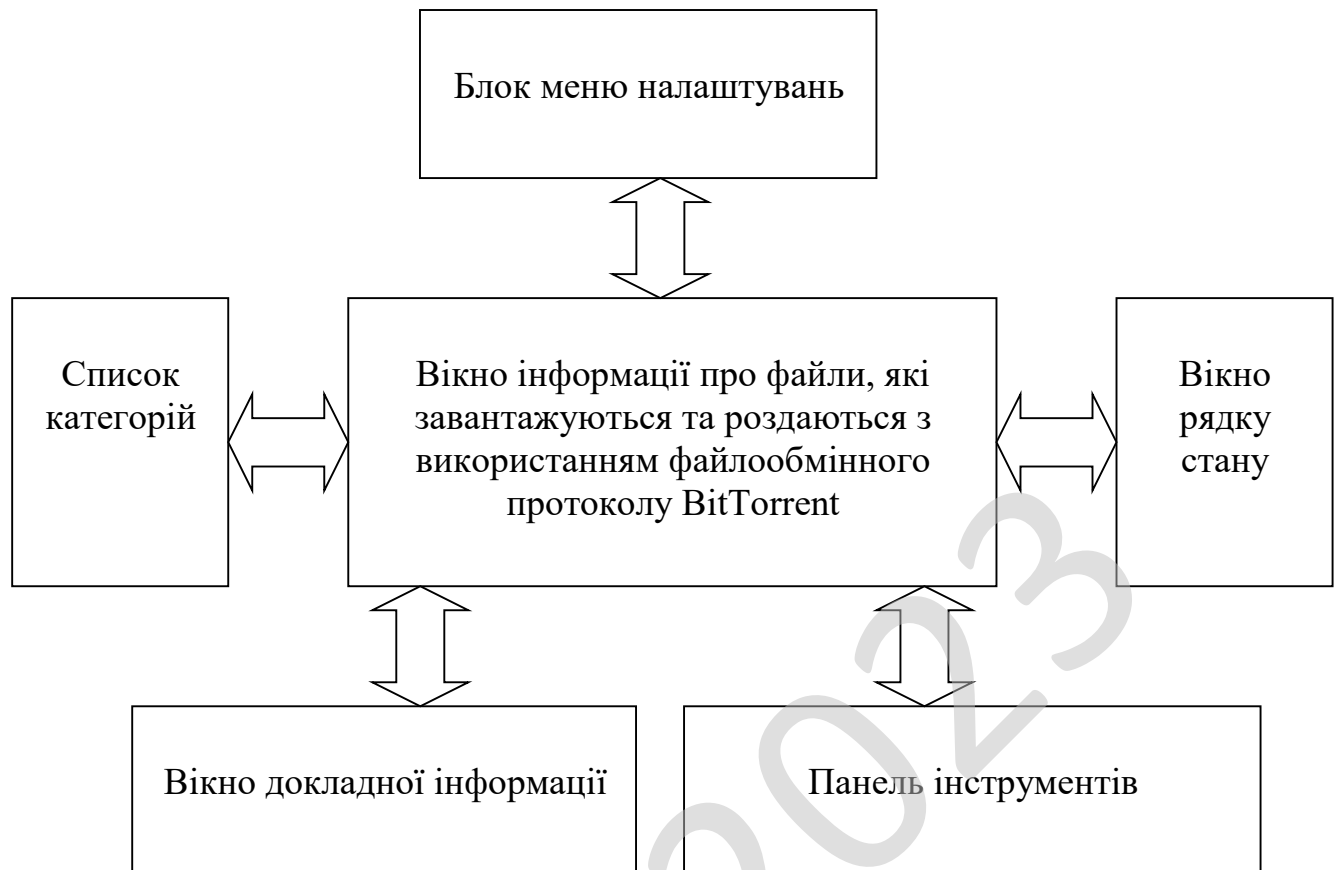 Блок меню налаштувань
Список
категорій
Вікно інформації про файли, які
завантажуються та роздаються з
використанням файлообмінного
протоколу BitTorrent
Вікно
рядку
стану
Вікно докладної інформації
Панель інструментів
2023